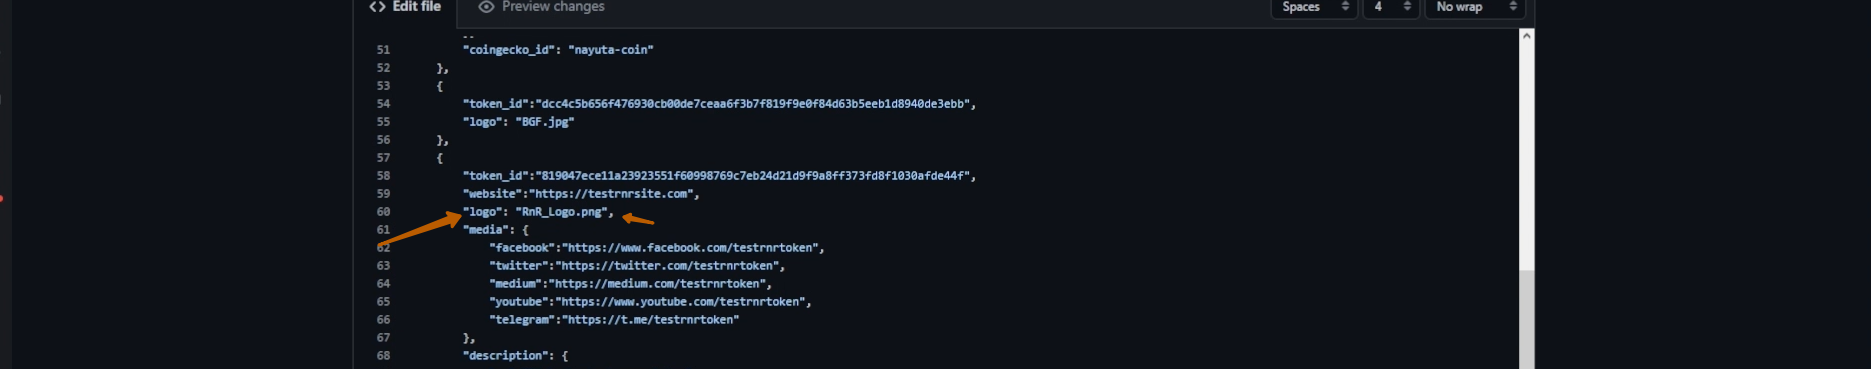 Edit file Preview changes Spaces 4 No wrap
51 "coingecko_id": "nayuta-coin"
52 },
53 {
54 "token_id":"dcc4c5b656f476930cb00de7ceaa6f3b7f819f9e0f84d63b5eeb1d8940de3ebb",
55 "logo": "BGF.jpg"
56 },
57 {
58 "token_id":"819047ece11a23923551f60998769c7eb24d21d9f9a8ff373fd8f1030afde44f",
59 "website":"https://testrnrsite.com",
60 "logo": "RnR_Logo.png",
61 "media": {
62 "facebook":"https://www.facebook.com/testrnrtoken",
63 "twitter":"https://twitter.com/testrnrtoken",
64 "medium":"https://medium.com/testrnrtoken",
65 "youtube":"https://www.youtube.com/testrnrtoken",
66 "telegram":"https://t.me/testrnrtoken"
67 },
68 "description": {